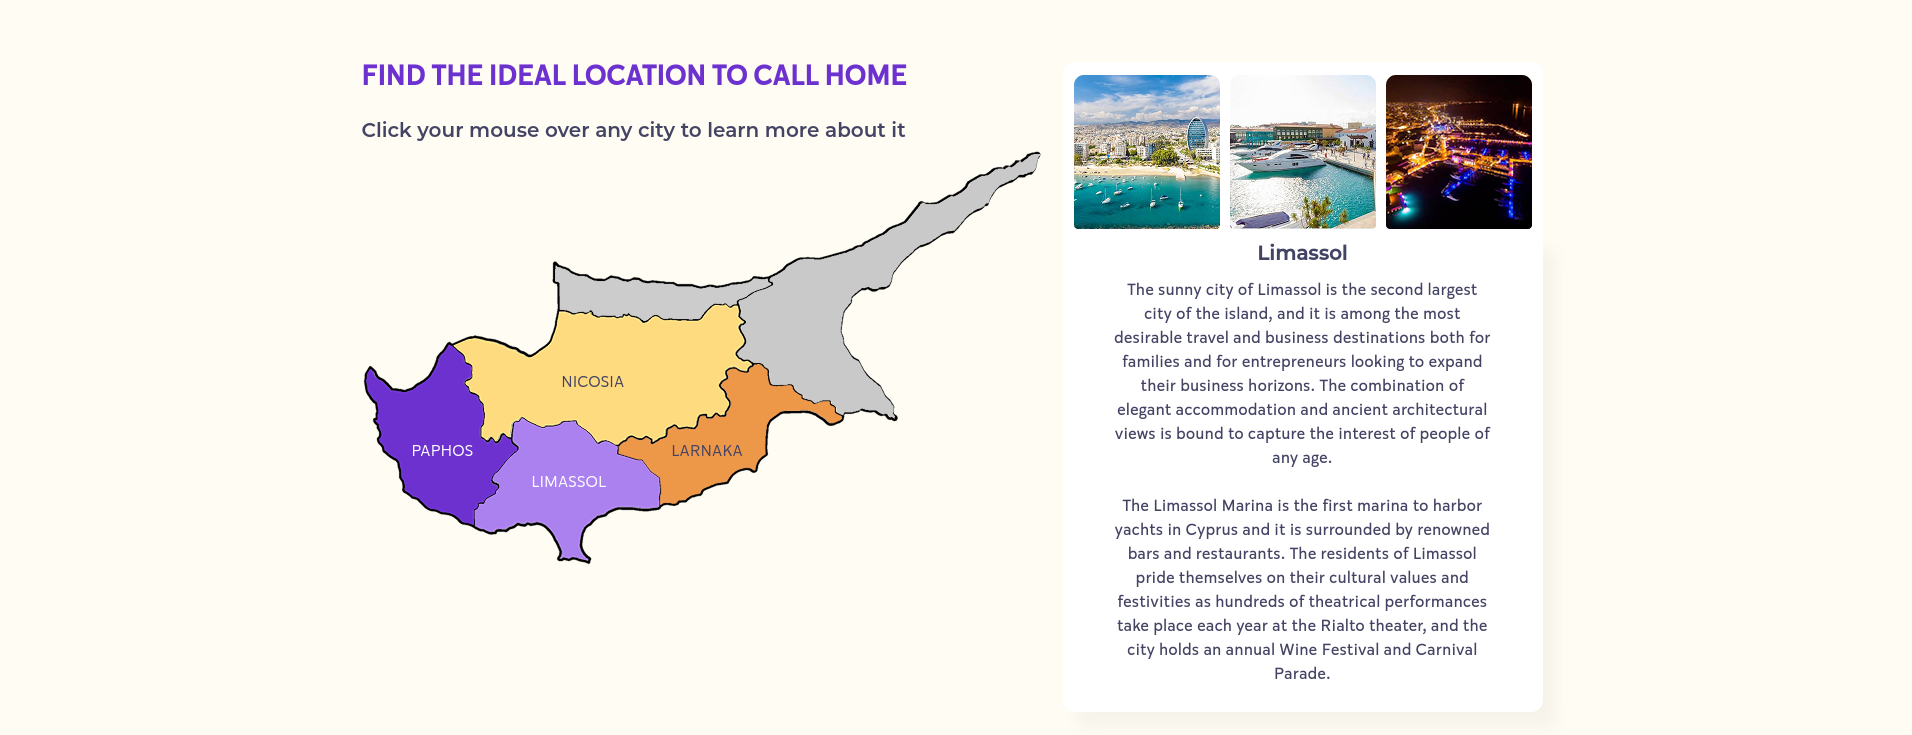 FIND THE IDEAL LOCATION TO CALL HOME
Click your mouse over any city to learn more about it
NICOSIA
PAPHOS
LARNAKA
LIMASSOL
Limassol
The sunny city of Limassol is the second largest
city of the island, and it is among the most
desirable travel and business destinations both for
families and for entrepreneurs looking to expand
their business horizons. The combination of
elegant accommodation and ancient architectural
views is bound to capture the interest of people of
any age.
The Limassol Marina is the first marina to harbor
yachts in Cyprus and it is surrounded by renowned
bars and restaurants. The residents of Limassol
pride themselves on their cultural values and
festivities as hundreds of theatrical performances
take place each year at the Rialto theater, and the
city holds an annual Wine Festival and Carnival
Parade.